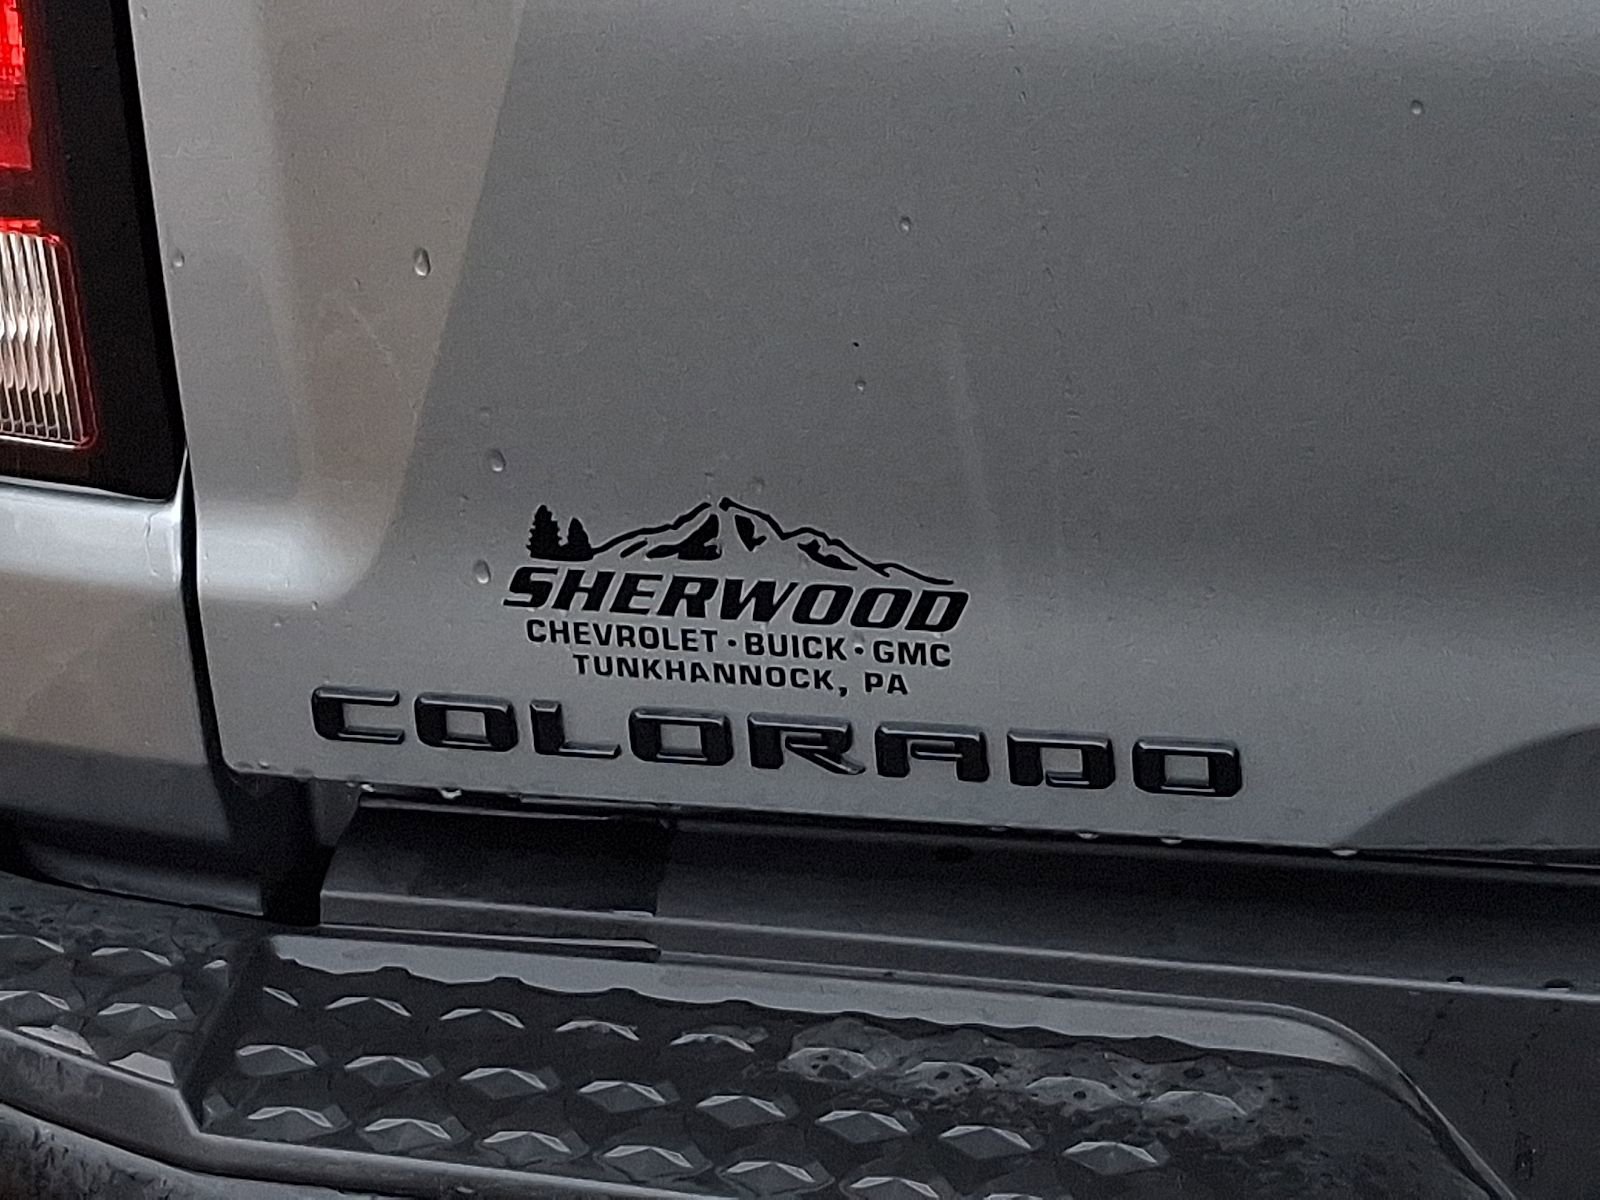 SHERWOOD
CHEVROLET · BUICK · GMC
TUNKHANNOCK, PA
COLORADO